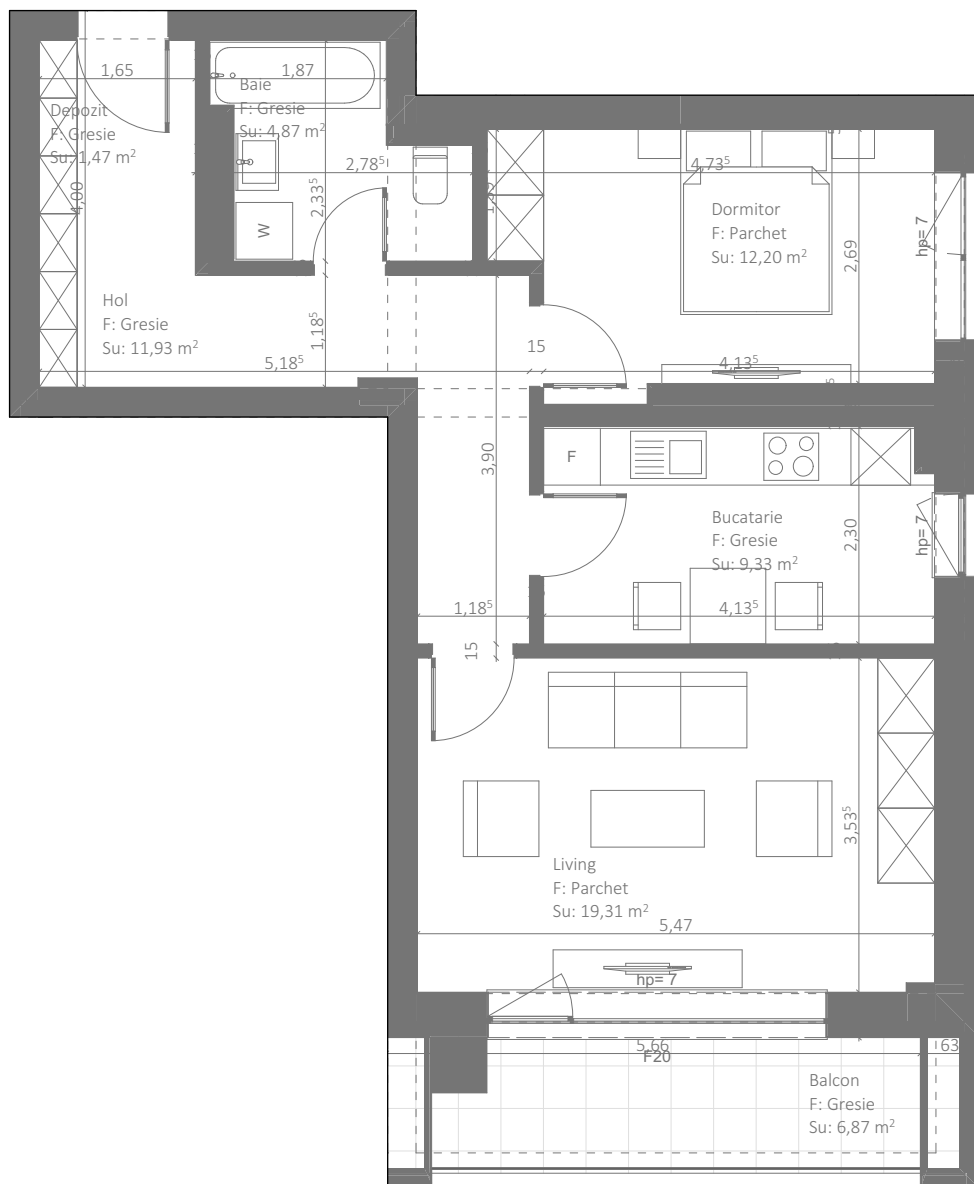 1,65
1,87
Depozit
F: Gresie
Su: 1,47 m²
Baie
F: Gresie
Su: 4,87 m²
4,00
2,78⁵
2,33⁵
W
4,73⁵
Dormitor
F: Parchet
Su: 12,20 m²
2,69
hp= 7
Hol
F: Gresie
Su: 11,93 m²
1,18⁵
5,18⁵
15
4,13⁵
3,90
F
Bucatarie
F: Gresie
Su: 9,33 m²
2,30
hp= 7
1,18⁵
4,13⁵
15
3,53⁵
Living
F: Parchet
Su: 19,31 m²
5,47
hp= 7
5,66
F20
63
Balcon
F: Gresie
Su: 6,87 m²